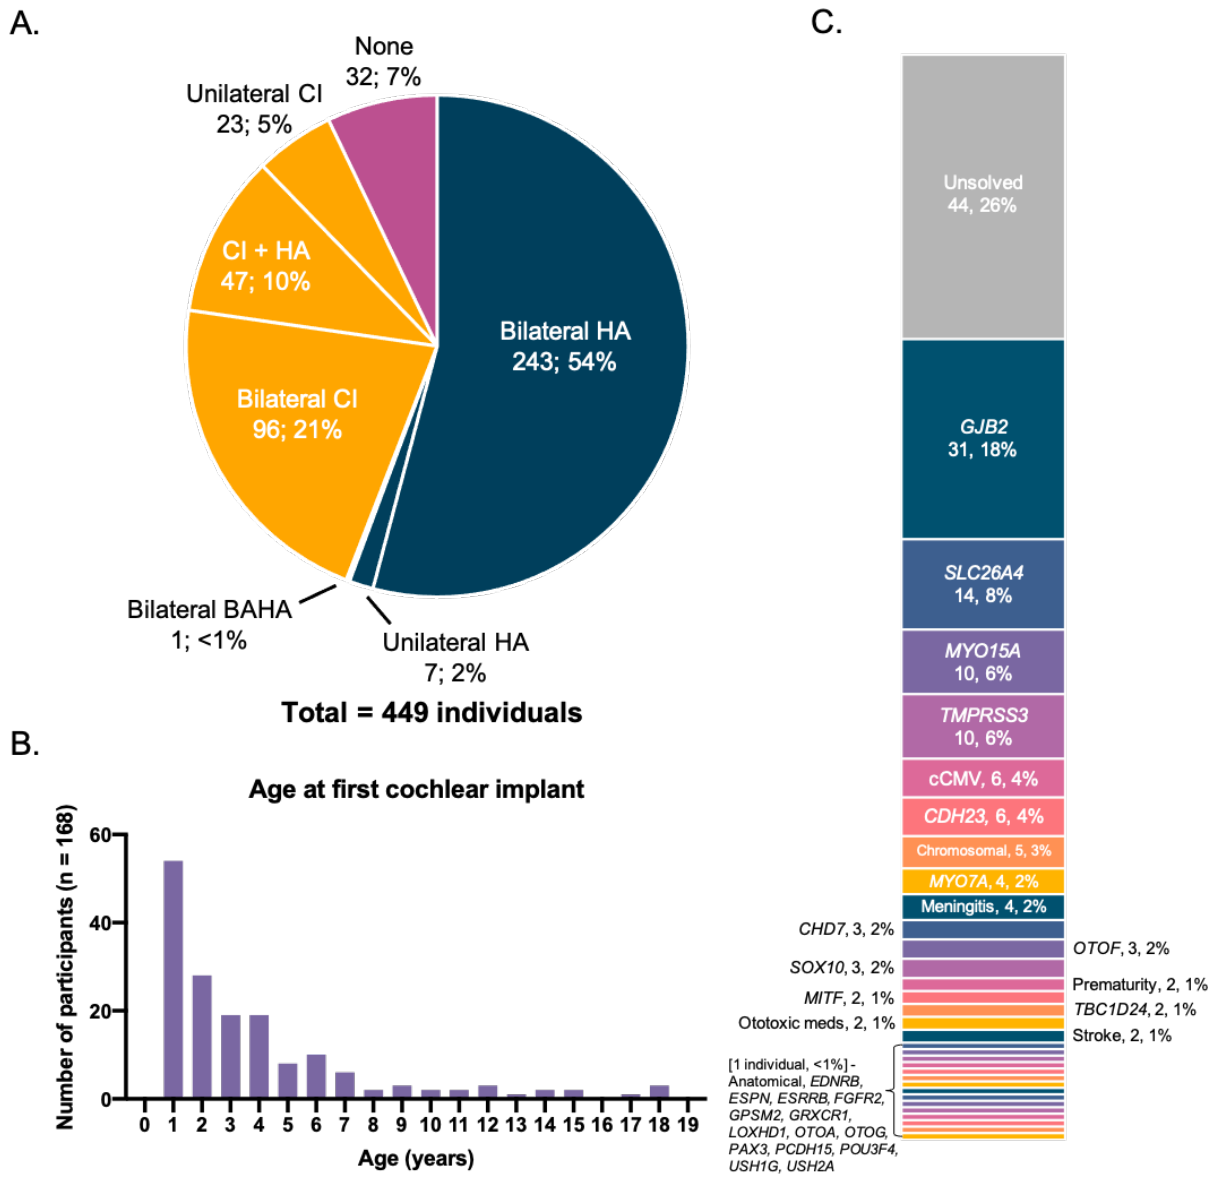 A.
None
32; 7%
Unilateral CI
23; 5%
CI + HA
47; 10%
Bilateral HA
243; 54%
Bilateral CI
96; 21%
Bilateral BAHA
1; <1%
Unilateral HA
7; 2%
Total = 449 individuals
B.
Age at first cochlear implant
Number of participants (n = 168)
60
40
20
0
0 1 2 3 4 5 6 7 8 9 10 11 12 13 14 15 16 17 18 19
Age (years)
C.
Unsolved
44, 26%
GJB2
31, 18%
SLC26A4
14, 8%
MYO15A
10, 6%
TMPRSS3
10, 6%
cCMV, 6, 4%
CDH23, 6, 4%
Chromosomal, 5, 3%
MYO7A, 4, 2%
Meningitis, 4, 2%
CHD7, 3, 2%
OTOF, 3, 2%
SOX10, 3, 2%
Prematurity, 2, 1%
MITF, 2, 1%
TBC1D24, 2, 1%
Ototoxic meds, 2, 1%
Stroke, 2, 1%
[1 individual, <1%] -
Anatomical, EDNRB,
ESPN, ESRRB, FGFR2,
GPSM2, GRXCR1,
LOXHD1, OTOA, OTOG,
PAX3, PCDH15, POU3F4,
USH1G, USH2A